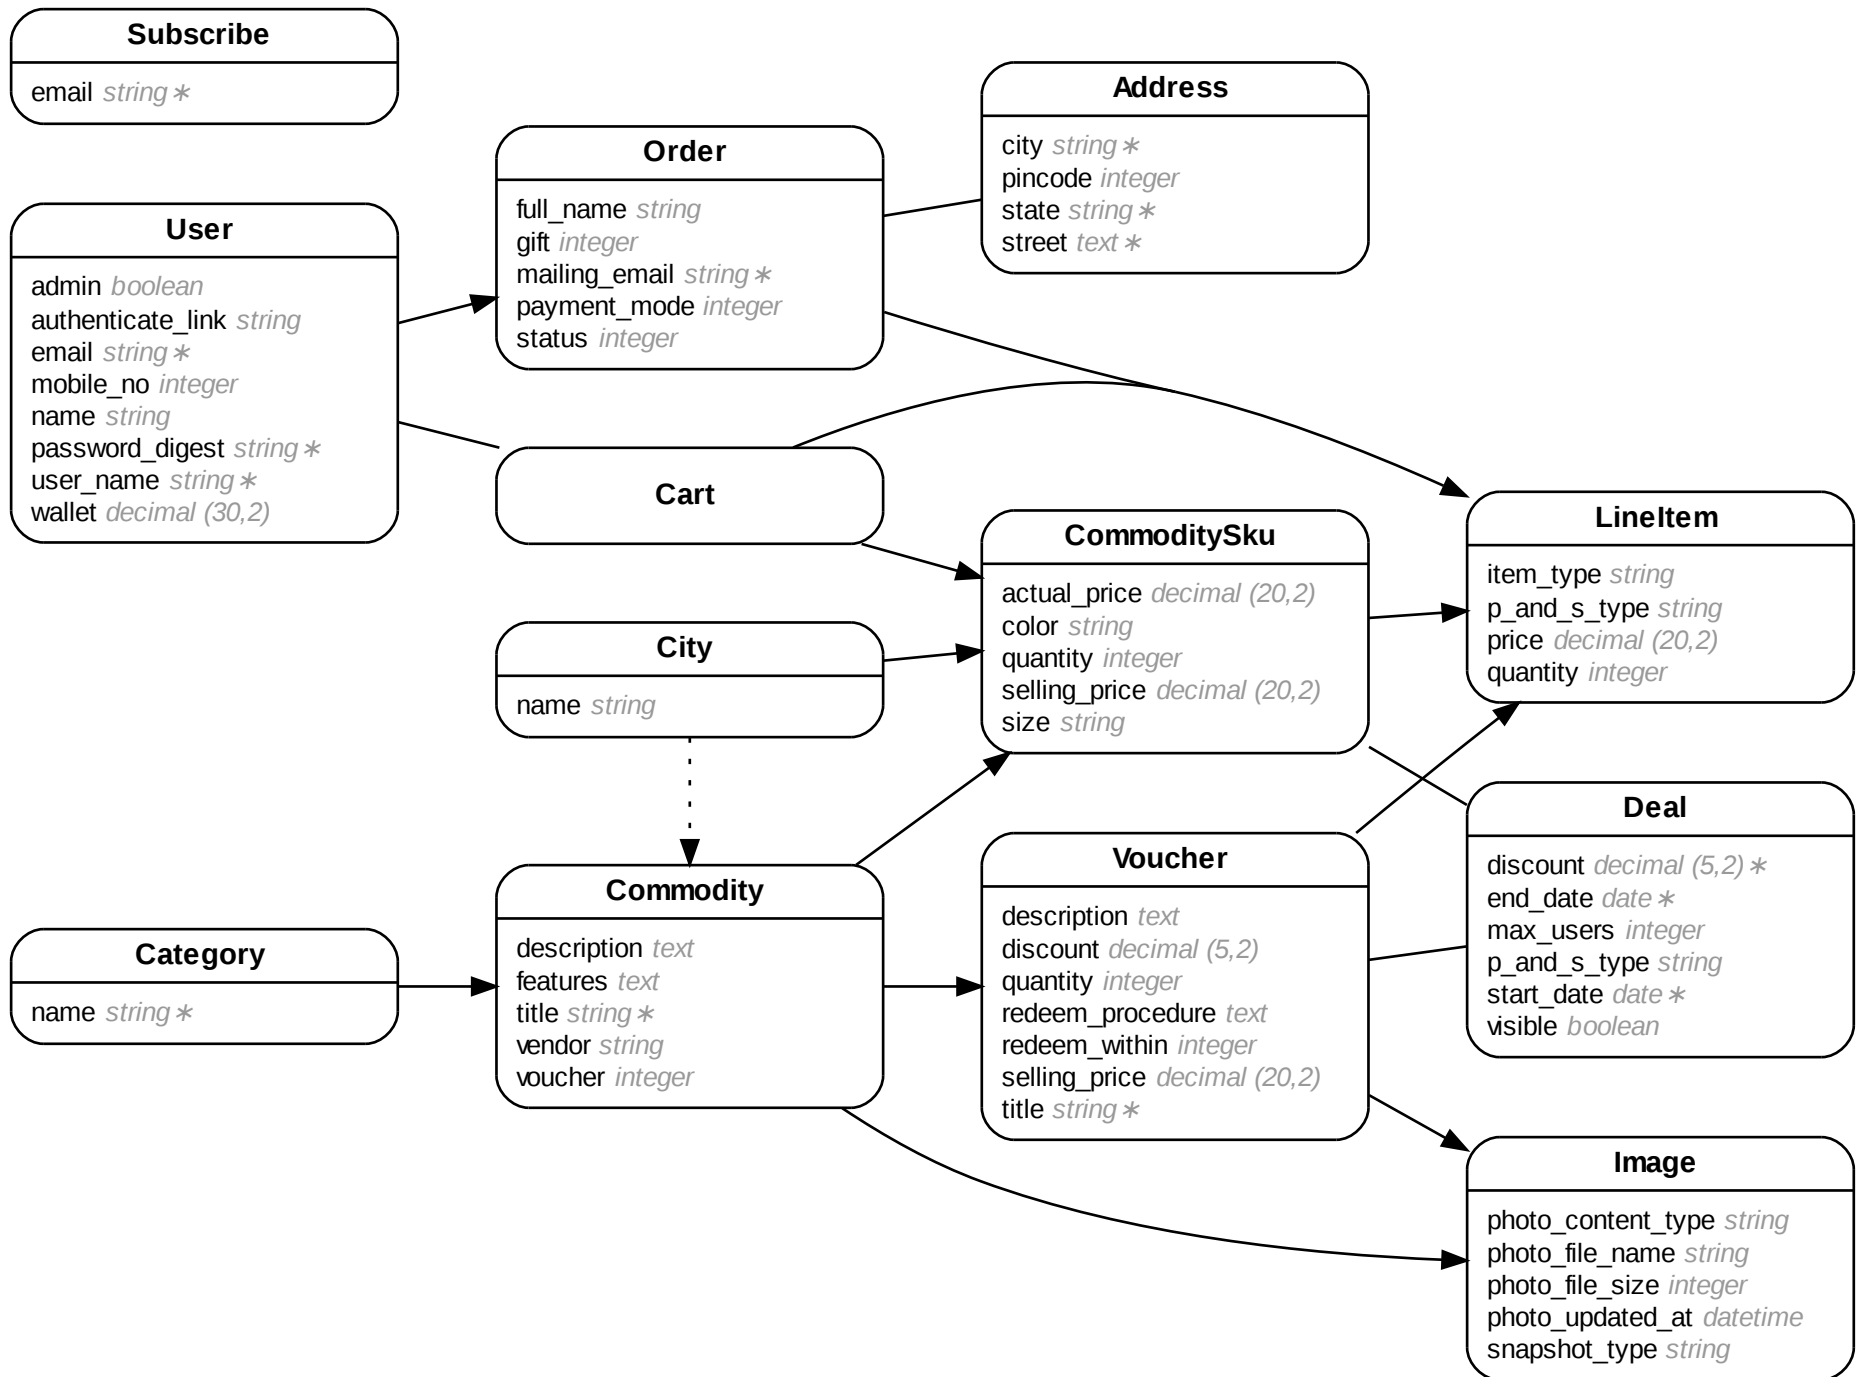 Subscribe
email string ∗
User
admin boolean
authenticate_link string
email string ∗
mobile_no integer
name string
password_digest string ∗
user_name string ∗
wallet decimal (30,2)
Category
name string ∗
Order
full_name string
gift integer
mailing_email string ∗
payment_mode integer
status integer
Cart
City
name string
Commodity
description text
features text
title string ∗
vendor string
voucher integer
Address
city string ∗
pincode integer
state string ∗
street text ∗
CommoditySku
actual_price decimal (20,2)
color string
quantity integer
selling_price decimal (20,2)
size string
Voucher
description text
discount decimal (5,2)
quantity integer
redeem_procedure text
redeem_within integer
selling_price decimal (20,2)
title string ∗
LineItem
item_type string
p_and_s_type string
price decimal (20,2)
quantity integer
Deal
discount decimal (5,2) ∗
end_date date ∗
max_users integer
p_and_s_type string
start_date date ∗
visible boolean
Image
photo_content_type string
photo_file_name string
photo_file_size integer
photo_updated_at datetime
snapshot_type string